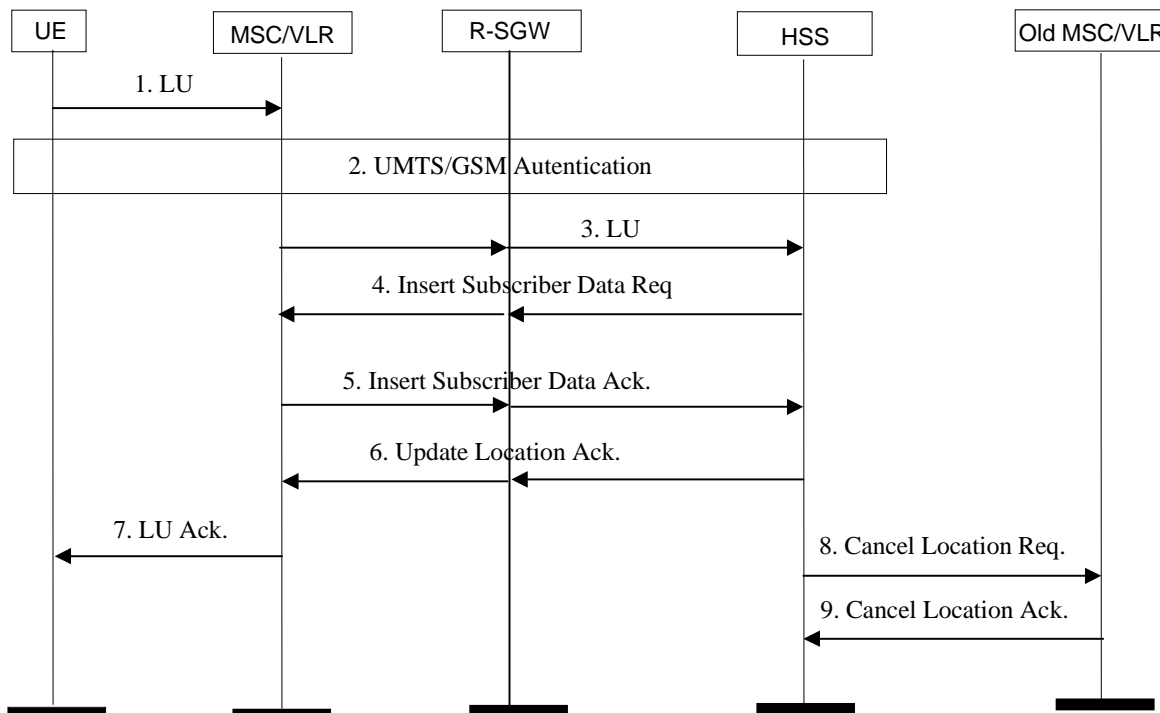 UE
MSC/VLR
R-SGW
HSS
Old MSC/VLR
1. LU
2. UMTS/GSM Autentication
3. LU
4. Insert Subscriber Data Req
5. Insert Subscriber Data Ack.
6. Update Location Ack.
7. LU Ack.
8. Cancel Location Req.
9. Cancel Location Ack.